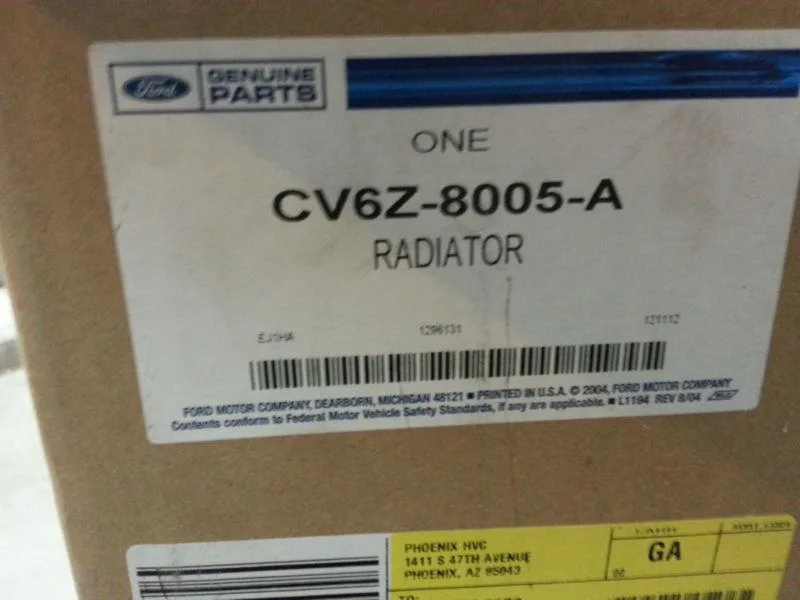 Ford GENUINE PARTS
ONE
CV6Z-8005-A
RADIATOR
EJ1HA 1296131 121112
FORD MOTOR COMPANY, DEARBORN, MICHIGAN 48121 ■ PRINTED IN U.S.A. © 2004, FORD MOTOR COMPANY
Contents conform to Federal Motor Vehicle Safety Standards, if any are applicable. ■ L1194 REV 8/04
PHOENIX HVC
1411 S 47TH AVENUE
PHOENIX, AZ 85043
GA
TO: